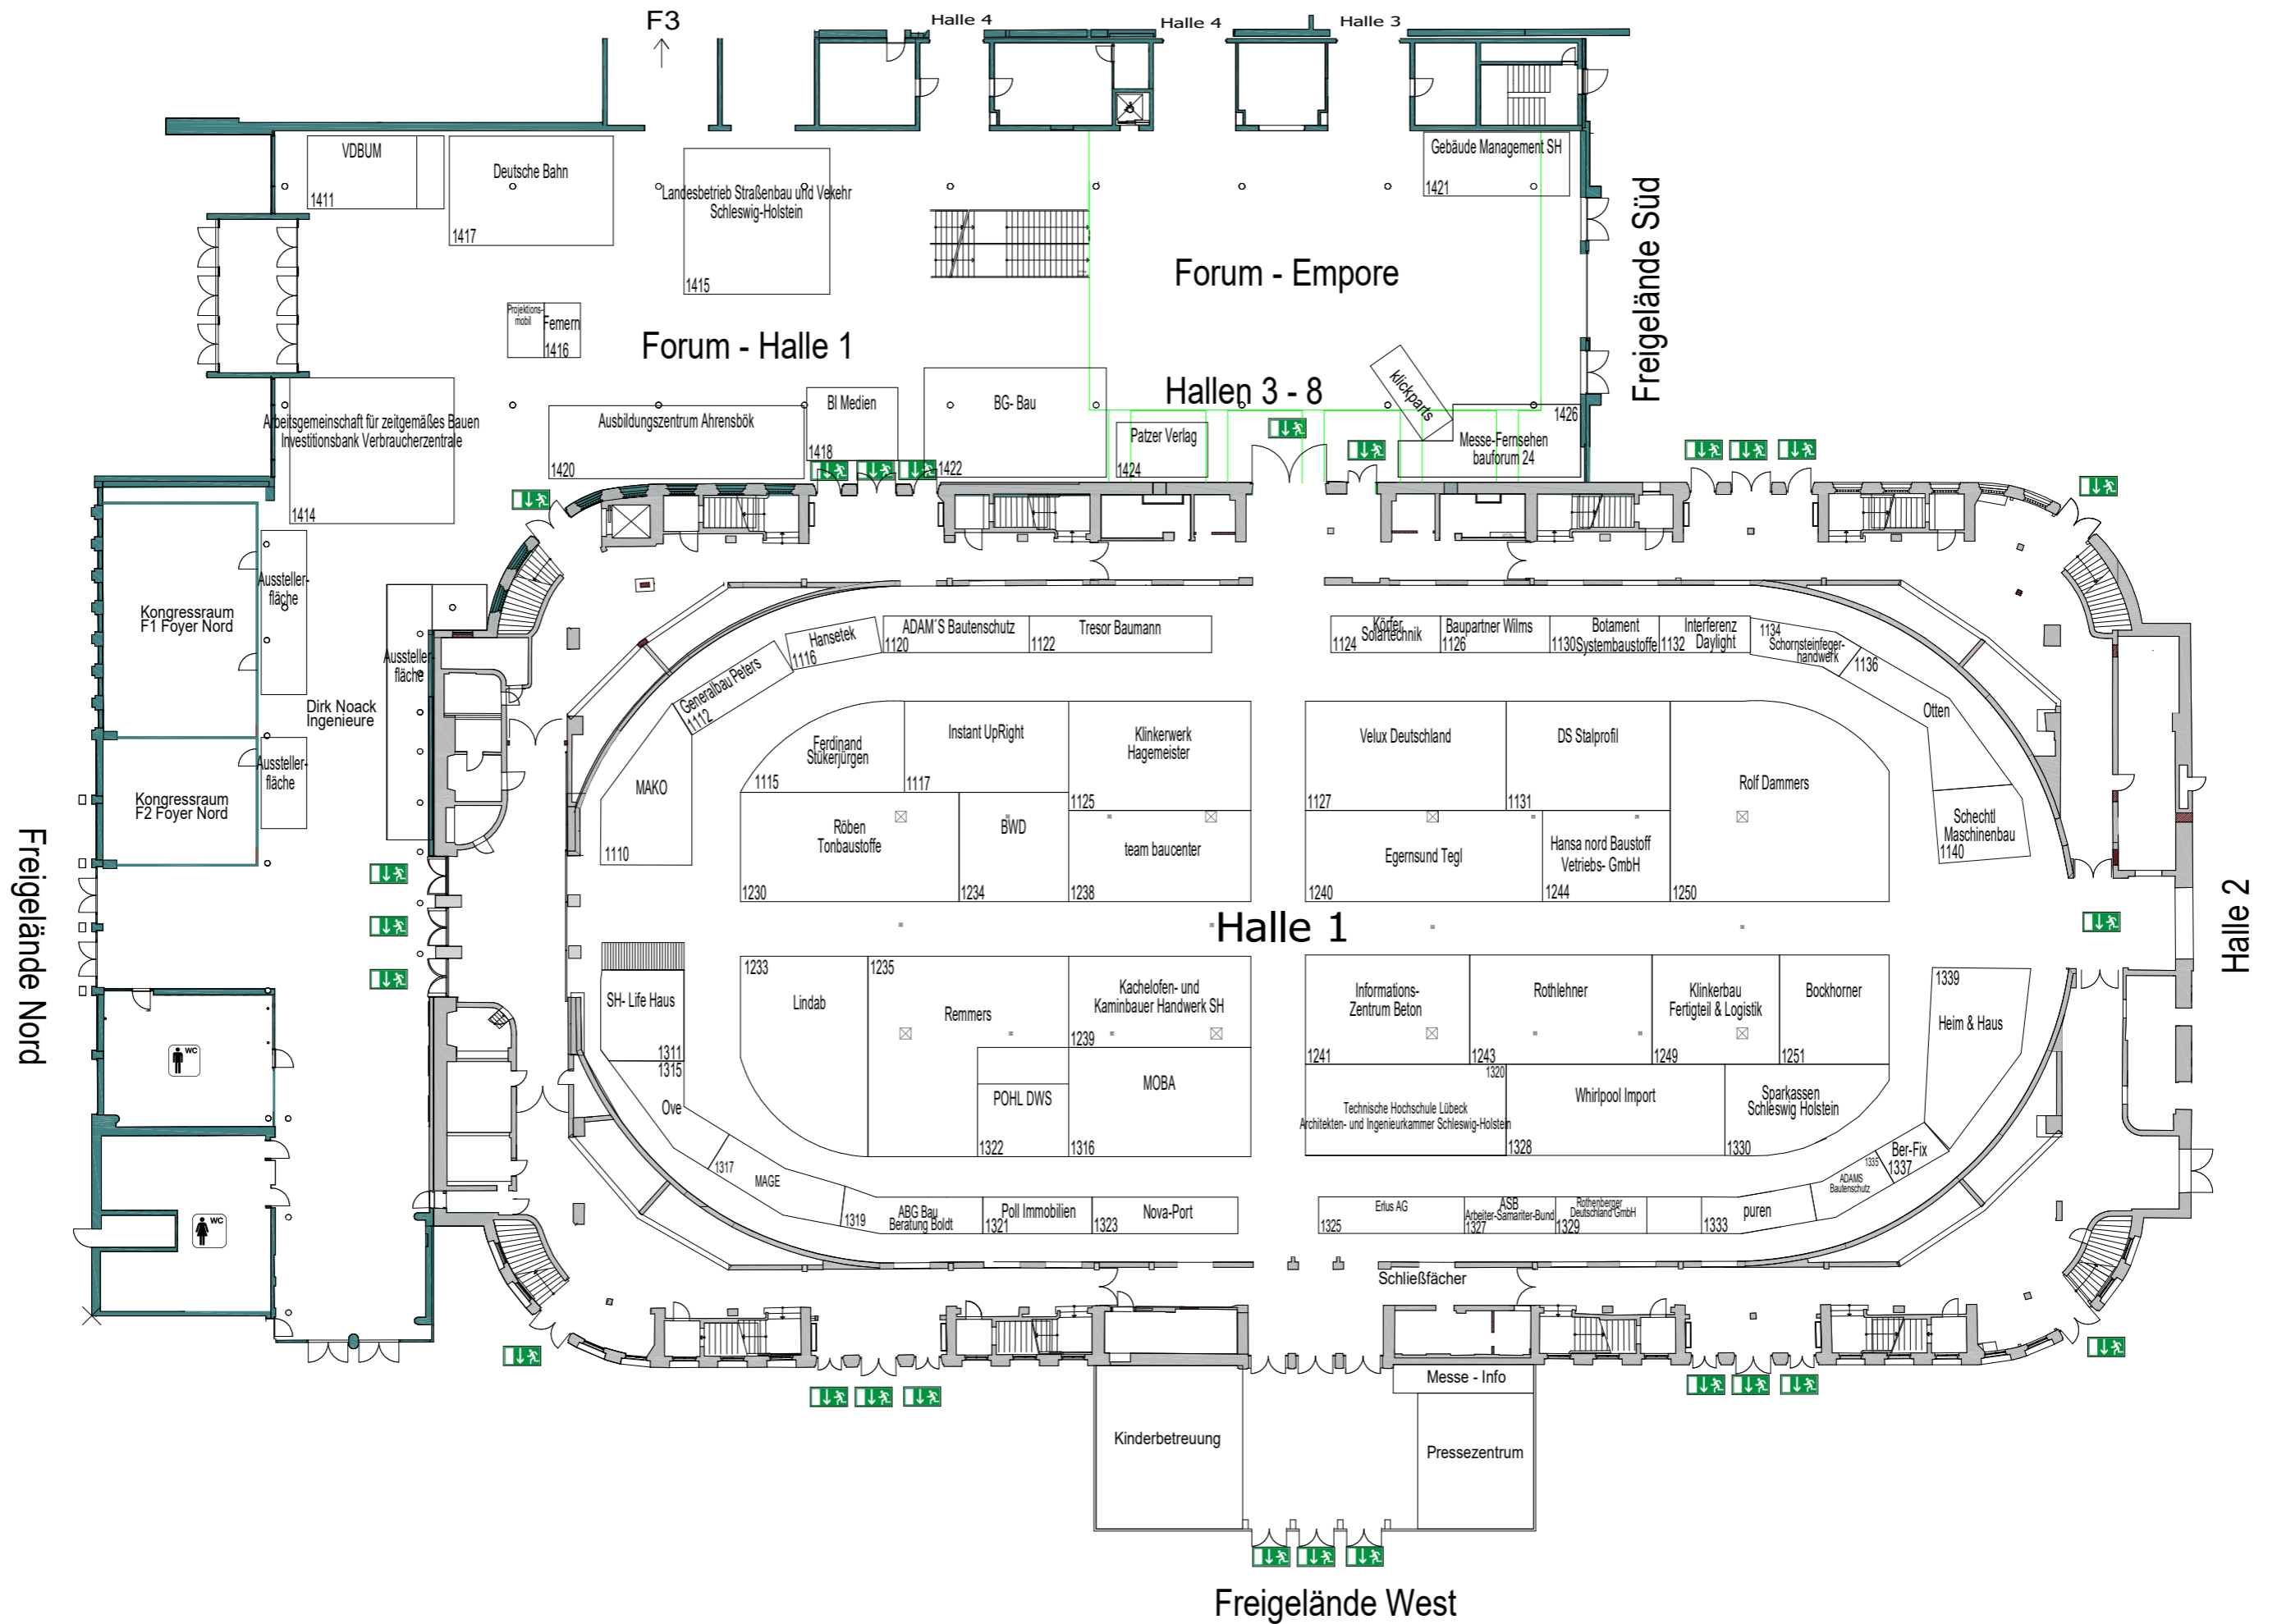 F3
Halle 4
Halle 4
Halle 3
VDBUM
1411
Deutsche Bahn
1417
Landesbetrieb Straßenbau und Vekehr
Schleswig-Holstein
1415
Gebäude Management SH
1421
Freigelände Süd
Forum - Empore
Projektions-
mobil
Femern
1416
Forum - Halle 1
Hallen 3 - 8
klickparts
Arbeitsgemeinschaft für zeitgemäßes Bauen
Investitionsbank Verbraucherzentrale
1414
Ausbildungszentrum Ahrensbök
1420
BI Medien
1418
BG- Bau
1422
Patzer Verlag
1424
1426
Messe-Fernsehen
bauforum 24
Kongressraum
F1 Foyer Nord
Aussteller-
fläche
Aussteller-
fläche
Dirk Noack
Ingenieure
Aussteller-
fläche
Kongressraum
F2 Foyer Nord
Freigelände Nord
WC
WC
Generalbau Peters
1112
Hansetek
1116
ADAM´S Bautenschutz
1120
Tresor Baumann
1122
Körfer
Solartechnik
1124
Baupartner Wilms
1126
Botament
1130 Systembaustoffe
Interferenz
1132 Daylight
1134
Schornsteinfeger-
handwerk
1136
Otten
MAKO
1110
Ferdinand
Stükerjürgen
1115
Instant UpRight
1117
Klinkerwerk
Hagemeister
1125
Velux Deutschland
1127
DS Stalprofil
1131
Rolf Dammers
1250
Schechtl
Maschinenbau
1140
Röben
Tonbaustoffe
1230
BWD
1234
team baucenter
1238
Egernsund Tegl
1240
Hansa nord Baustoff
Vetriebs- GmbH
1244
Halle 1
Halle 2
SH- Life Haus
1311
1315
Ove
1233
Lindab
1235
Remmers
Kachelofen- und
Kaminbauer Handwerk SH
1239
Informations-
Zentrum Beton
1241
Rothlehner
1243
Klinkerbau
Fertigteil & Logistik
1249
Bockhorner
1251
1339
Heim & Haus
POHL DWS
1322
MOBA
1316
1320
Technische Hochschule Lübeck
Architekten- und Ingenieurkammer Schleswig-Holstein
Whirlpool Import
1328
Sparkassen
Schleswig Holstein
1330
1317
MAGE
1319
ABG Bau
Beratung Boldt
Poll Immobilien
1321
Nova-Port
1323
Erlus AG
1325
ASB
Arbeiter-Samariter-Bund
1327
Rothenberger
Deutschland GmbH
1329
1333
puren
ADAMS
Bautenschutz
1335
Ber-Fix
1337
Schließfächer
Messe - Info
Kinderbetreuung
Pressezentrum
Freigelände West